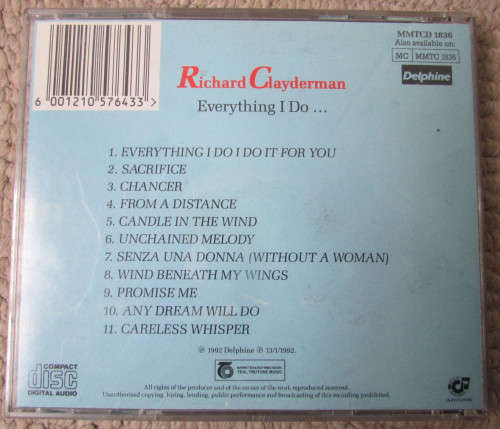 MMTCD 1836
Also available on:
MC MMTC 1836
Delphine
6 001210 576433 >
Richard Clayderman
Everything I Do ...
1. EVERYTHING I DO I DO IT FOR YOU
2. SACRIFICE
3. CHANCER
4. FROM A DISTANCE
5. CANDLE IN THE WIND
6. UNCHAINED MELODY
7. SENZA UNA DONNA (WITHOUT A WOMAN)
8. WIND BENEATH MY WINGS
9. PROMISE ME
10. ANY DREAM WILL DO
11. CARELESS WHISPER
℗ 1992 Delphine ℗ 13/1/1992.
TEAL TRUTONE MUSIC
COMPACT
disc
DIGITAL AUDIO
All rights of the producer and of the owner of the work reproduced reserved.
Unauthorised copying, hiring, lending, public performance and broadcasting of this recording prohibited.